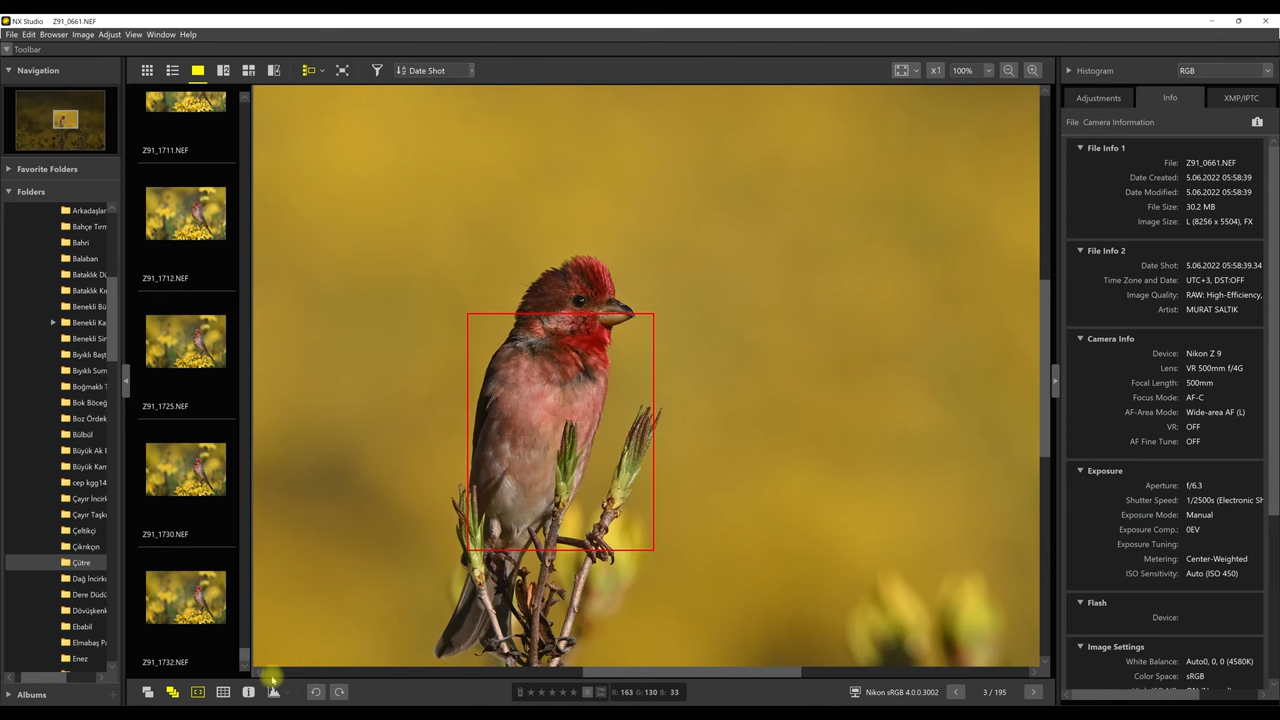 NX Studio Z91_0661.NEF
File Edit Browser Image Adjust View Window Help
Toolbar
Navigation
Date Shot
x1
100%
Histogram
RGB
Adjustments
Info
XMP/IPTC
File Camera Information
Favorite Folders
Folders
Arkadaşlar
Bahçe Tırm
Bahri
Balaban
Bataklık Dü
Bataklık Kır
Benekli Bü
Benekli Ka
Benekli Sin
Bıyıklı Başt
Bıyıklı Sum
Boğmaklı T
Bok Böceğ
Boz Ördek
Bülbül
Büyük Ak B
Büyük Kam
cep kgg14
Çayır İncirk
Çayır Taşku
Çeltikçi
Çıkrıkçın
Çütre
Dağ İncirku
Dere Düdü
Dövüşkenk
Ebabil
Elmabaş Pa
Enez
Albums
Z91_1711.NEF
Z91_1712.NEF
Z91_1725.NEF
Z91_1730.NEF
Z91_1732.NEF
File Info 1
File: Z91_0661.NEF
Date Created: 5.06.2022 05:58:39
Date Modified: 5.06.2022 05:58:39
File Size: 30.2 MB
Image Size: L (8256 x 5504), FX
File Info 2
Date Shot: 5.06.2022 05:58:39.34
Time Zone and Date: UTC+3, DST:OFF
Image Quality: RAW: High-Efficiency,
Artist: MURAT SALTIK
Camera Info
Device: Nikon Z 9
Lens: VR 500mm f/4G
Focal Length: 500mm
Focus Mode: AF-C
AF-Area Mode: Wide-area AF (L)
VR: OFF
AF Fine Tune: OFF
Exposure
Aperture: f/6.3
Shutter Speed: 1/2500s (Electronic Sh
Exposure Mode: Manual
Exposure Comp.: 0EV
Exposure Tuning:
Metering: Center-Weighted
ISO Sensitivity: Auto (ISO 450)
Flash
Device:
Image Settings
White Balance: Auto0, 0, 0 (4580K)
Color Space: sRGB
R: 163 G: 130 B: 33
Nikon sRGB 4.0.0.3002
3 / 195